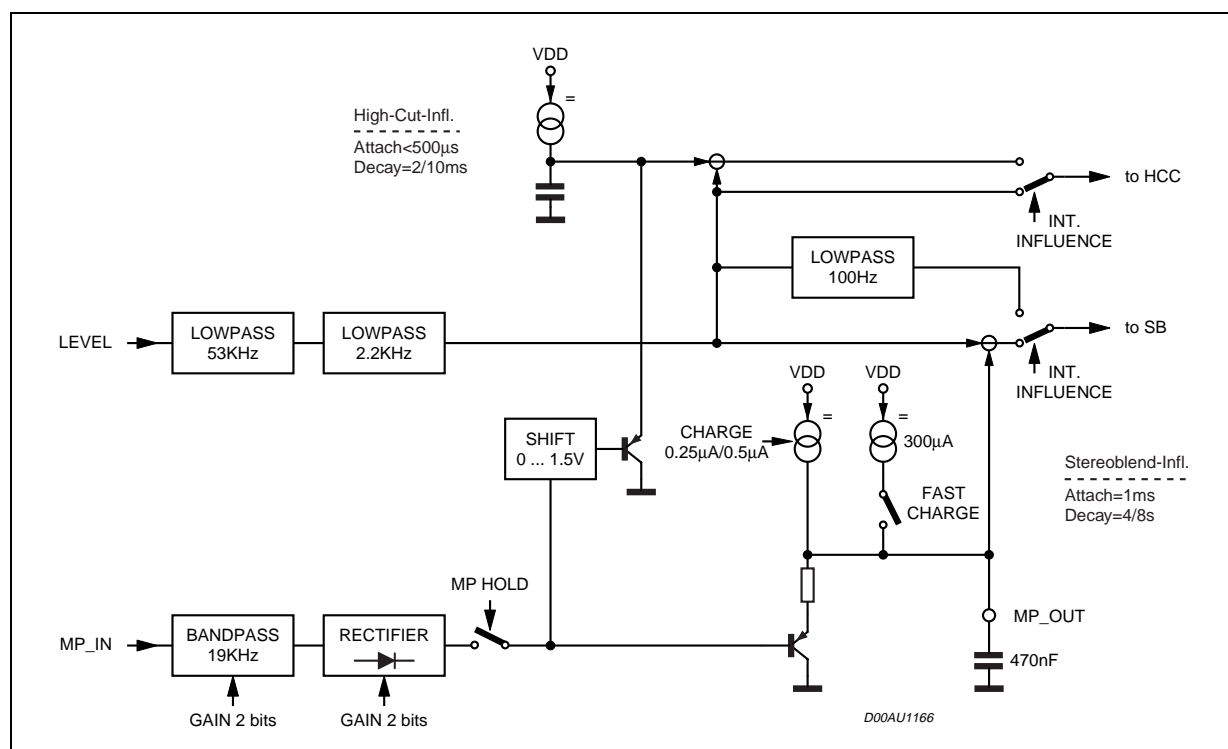 VDD
=
High-Cut-Infl.
Attach<500µs
Decay=2/10ms
to HCC
INT.
INFLUENCE
LOWPASS
100Hz
LEVEL
LOWPASS
53KHz
LOWPASS
2.2KHz
to SB
INT.
INFLUENCE
VDD
VDD
=
=
CHARGE
0.25µA/0.5µA
300µA
SHIFT
0 ... 1.5V
FAST
CHARGE
Stereoblend-Infl.
Attach=1ms
Decay=4/8s
MP HOLD
MP_OUT
MP_IN
BANDPASS
19KHz
RECTIFIER
470nF
GAIN 2 bits
GAIN 2 bits
D00AU1166